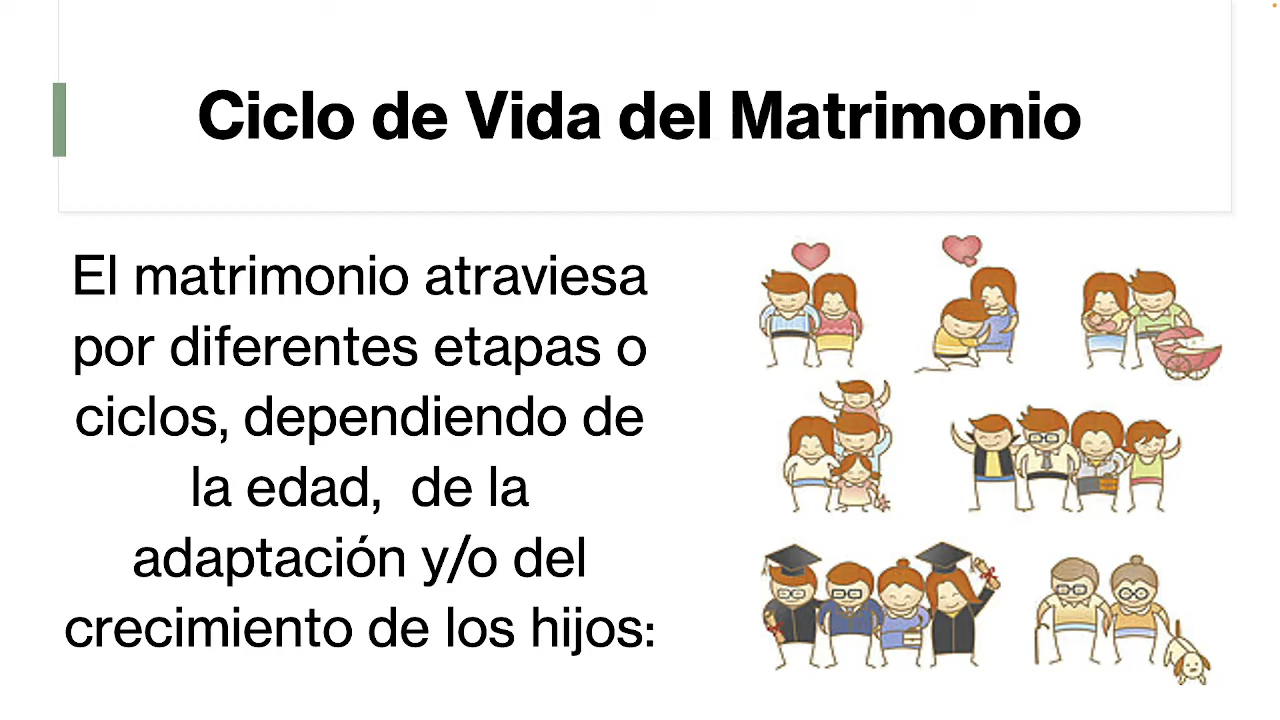 Ciclo de Vida del Matrimonio
El matrimonio atraviesa
por diferentes etapas o
ciclos, dependiendo de
la edad,  de la
adaptación y/o del
crecimiento de los hijos: